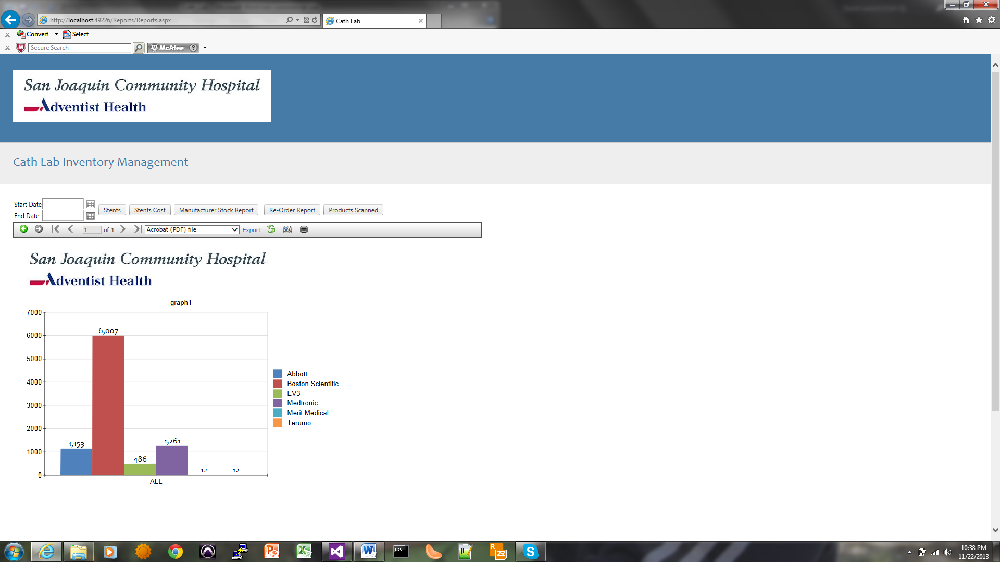 http://localhost:49226/Reports/Reports.aspx
Cath Lab
x Convert Select
x Secure Search McAfee ?
San Joaquin Community Hospital
Adventist Health
Cath Lab Inventory Management
Start Date
End Date
Stents Stents Cost Manufacturer Stock Report Re-Order Report Products Scanned
1 of 1 Acrobat (PDF) file Export
San Joaquin Community Hospital
Adventist Health
graph1
7000
6000
5000
4000
3000
2000
1000
0
1,153
6,007
486
1,261
12
12
ALL
Abbott
Boston Scientific
EV3
Medtronic
Merit Medical
Terumo
10:38 PM
11/22/2013